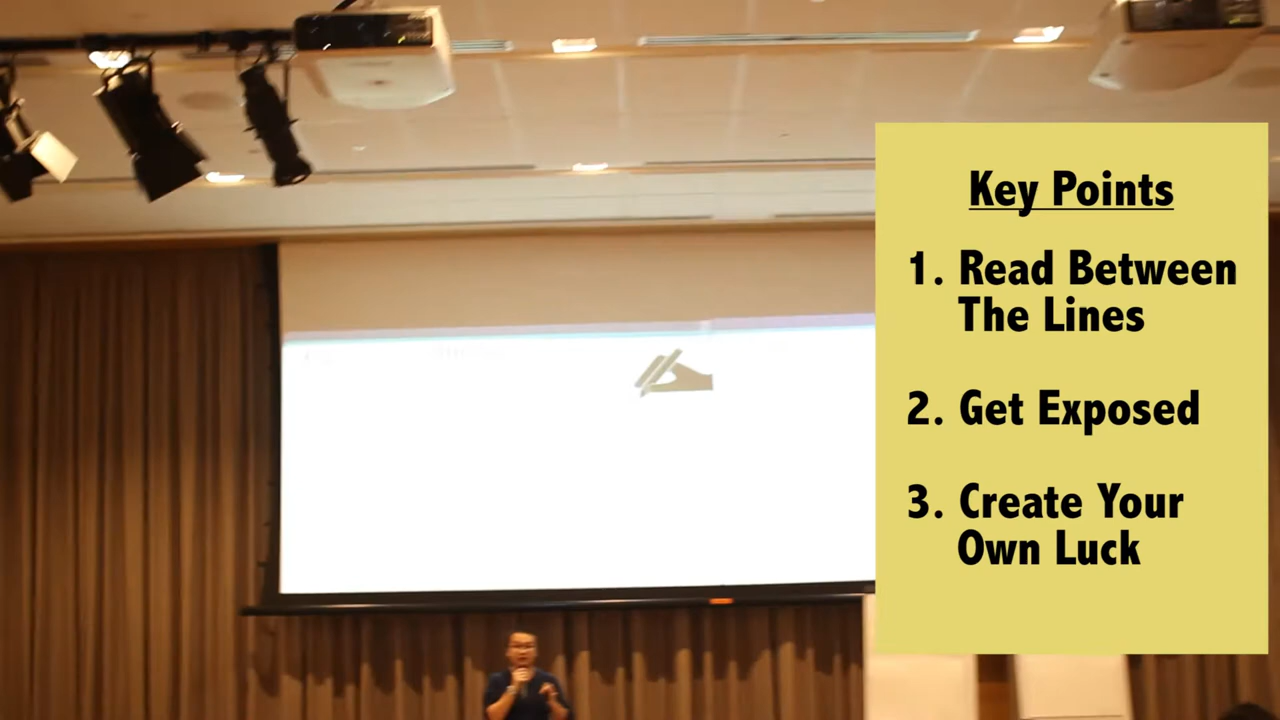 Key Points
1. Read Between
The Lines
2. Get Exposed
3. Create Your
Own Luck